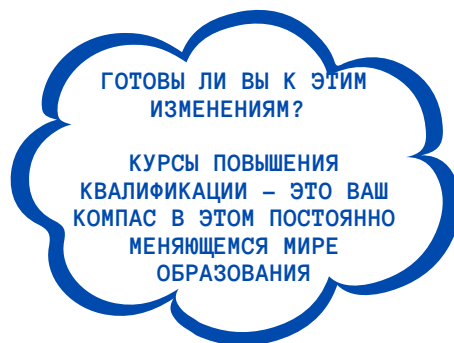 ГОТОВЫ ЛИ ВЫ К ЭТИМ
ИЗМЕНЕНИЯМ?
КУРСЫ ПОВЫШЕНИЯ
КВАЛИФИКАЦИИ – ЭТО ВАШ
КОМПАС В ЭТОМ ПОСТОЯННО
МЕНЯЮЩЕМСЯ МИРЕ
ОБРАЗОВАНИЯ